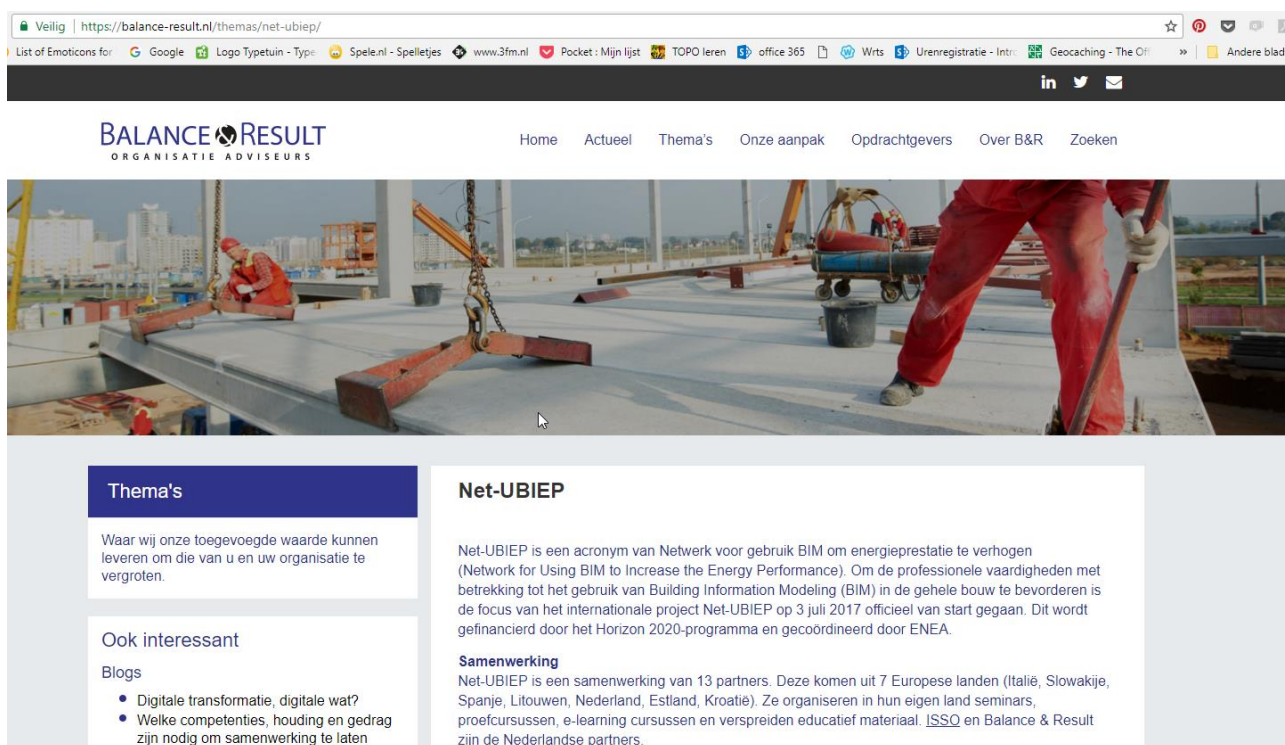 Veilig | https://balance-result.nl/themas/net-ubiep/
List of Emoticons for Google Logo Typetuin - Type Spele.nl - Spelletjes www.3fm.nl Pocket : Mijn lijst TOPO leren office 365 Wrts Urenregistratie - Intro Geocaching - The Off » Andere blad
in
BALANCE & RESULT
ORGANISATIE ADVISEURS
Home Actueel Thema's Onze aanpak Opdrachtgevers Over B&R Zoeken
Thema's
Waar wij onze toegevoegde waarde kunnen
leveren om die van u en uw organisatie te
vergroten.
Ook interessant
Blogs
Digitale transformatie, digitale wat?
Welke competenties, houding en gedrag
zijn nodig om samenwerking te laten
Net-UBIEP
Net-UBIEP is een acronym van Netwerk voor gebruik BIM om energieprestatie te verhogen
(Network for Using BIM to Increase the Energy Performance). Om de professionele vaardigheden met
betrekking tot het gebruik van Building Information Modeling (BIM) in de gehele bouw te bevorderen is
de focus van het internationale project Net-UBIEP op 3 juli 2017 officieel van start gegaan. Dit wordt
gefinancierd door het Horizon 2020-programma en gecoördineerd door ENEA.
Samenwerking
Net-UBIEP is een samenwerking van 13 partners. Deze komen uit 7 Europese landen (Italië, Slowakije,
Spanje, Litouwen, Nederland, Estland, Kroatië). Ze organiseren in hun eigen land seminars,
proefcursussen, e-learning cursussen en verspreiden educatief materiaal. ISSO en Balance & Result
zijn de Nederlandse partners.